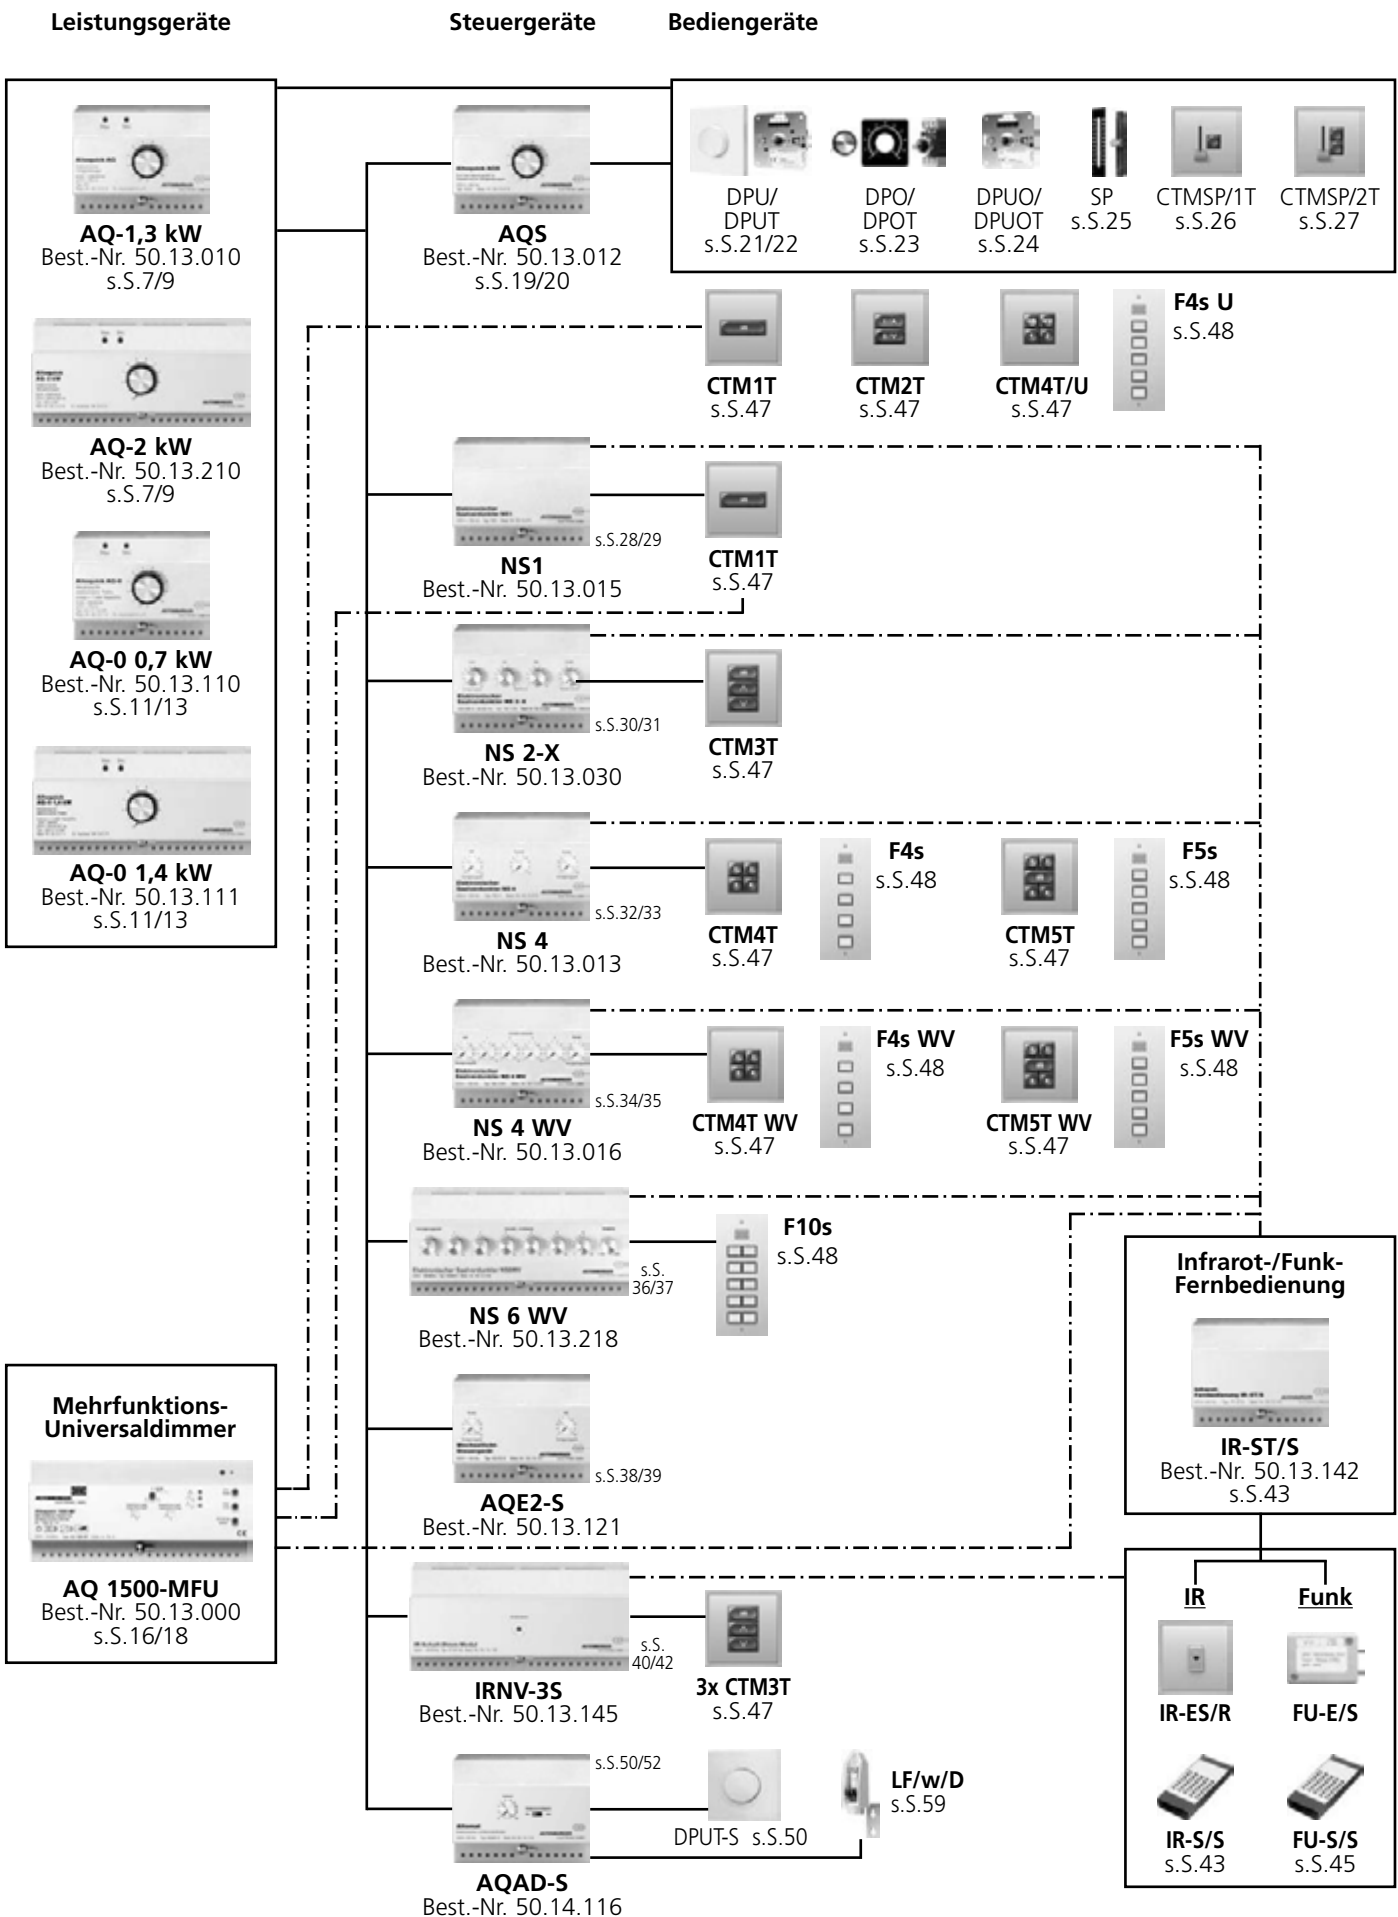 Leistungsgeräte
Steuergeräte
Bediengeräte
AQ-1,3 kW
Best.-Nr. 50.13.010
s.S.7/9
AQ-2 kW
Best.-Nr. 50.13.210
s.S.7/9
AQ-0 0,7 kW
Best.-Nr. 50.13.110
s.S.11/13
AQ-0 1,4 kW
Best.-Nr. 50.13.111
s.S.11/13
Mehrfunktions-
Universaldimmer
AQ 1500-MFU
Best.-Nr. 50.13.000
s.S.16/18
AQS
Best.-Nr. 50.13.012
s.S.19/20
DPU/
DPUT
s.S.21/22
DPO/
DPOT
s.S.23
DPUO/
DPUOT
s.S.24
SP
s.S.25
CTMSP/1T
s.S.26
CTMSP/2T
s.S.27
CTM1T
s.S.47
CTM2T
s.S.47
CTM4T/U
s.S.47
F4s U
s.S.48
s.S.28/29
NS1
Best.-Nr. 50.13.015
CTM1T
s.S.47
s.S.30/31
NS 2-X
Best.-Nr. 50.13.030
CTM3T
s.S.47
s.S.32/33
NS 4
Best.-Nr. 50.13.013
CTM4T
s.S.47
F4s
s.S.48
CTM5T
s.S.47
F5s
s.S.48
s.S.34/35
NS 4 WV
Best.-Nr. 50.13.016
CTM4T WV
s.S.47
F4s WV
s.S.48
CTM5T WV
s.S.47
F5s WV
s.S.48
s.S.
36/37
NS 6 WV
Best.-Nr. 50.13.218
F10s
s.S.48
s.S.38/39
AQE2-S
Best.-Nr. 50.13.121
s.S.
40/42
IRNV-3S
Best.-Nr. 50.13.145
3x CTM3T
s.S.47
s.S.50/52
AQAD-S
Best.-Nr. 50.14.116
DPUT-S s.S.50
LF/w/D
s.S.59
Infrarot-/Funk-
Fernbedienung
IR-ST/S
Best.-Nr. 50.13.142
s.S.43
IR
Funk
IR-ES/R
FU-E/S
IR-S/S
s.S.43
FU-S/S
s.S.45